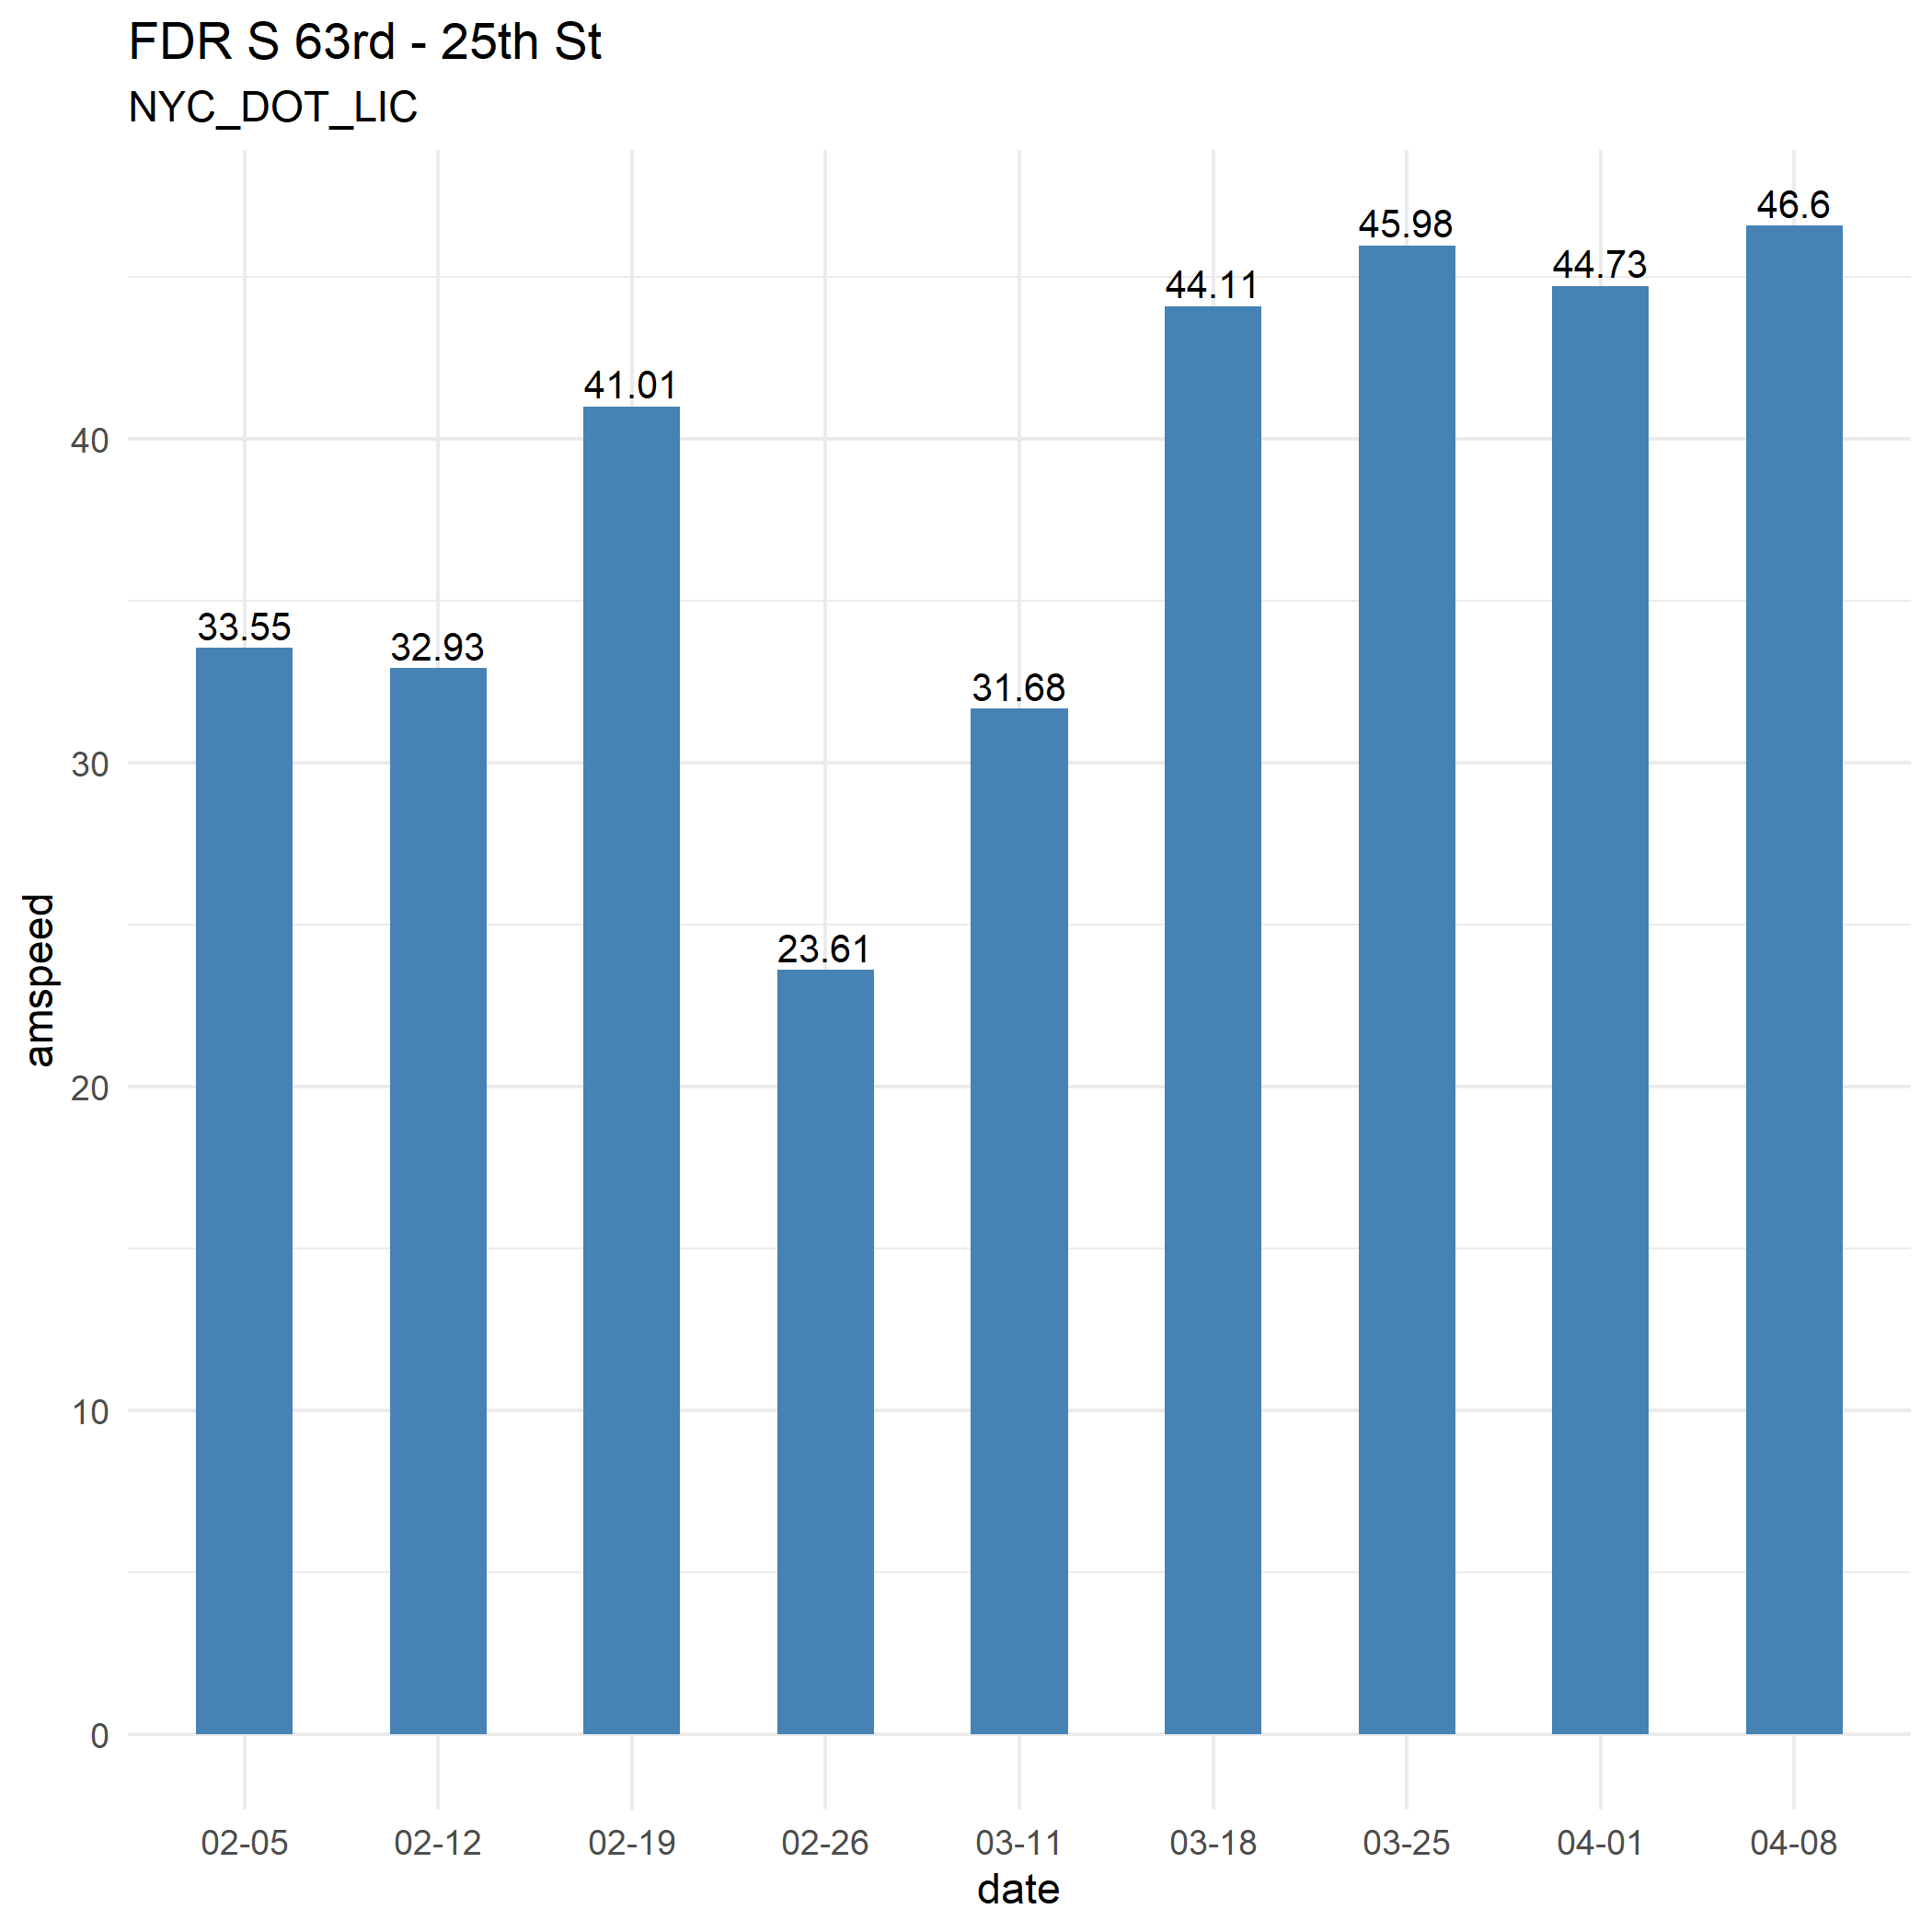 FDR S 63rd - 25th St
NYC_DOT_LIC
46.6
45.98
44.73
44.11
41.01
40
33.55
32.93
31.68
30
23.61
amspeed
20
10
0
02-05 02-12 02-19 02-26 03-11 03-18 03-25 04-01 04-08
date